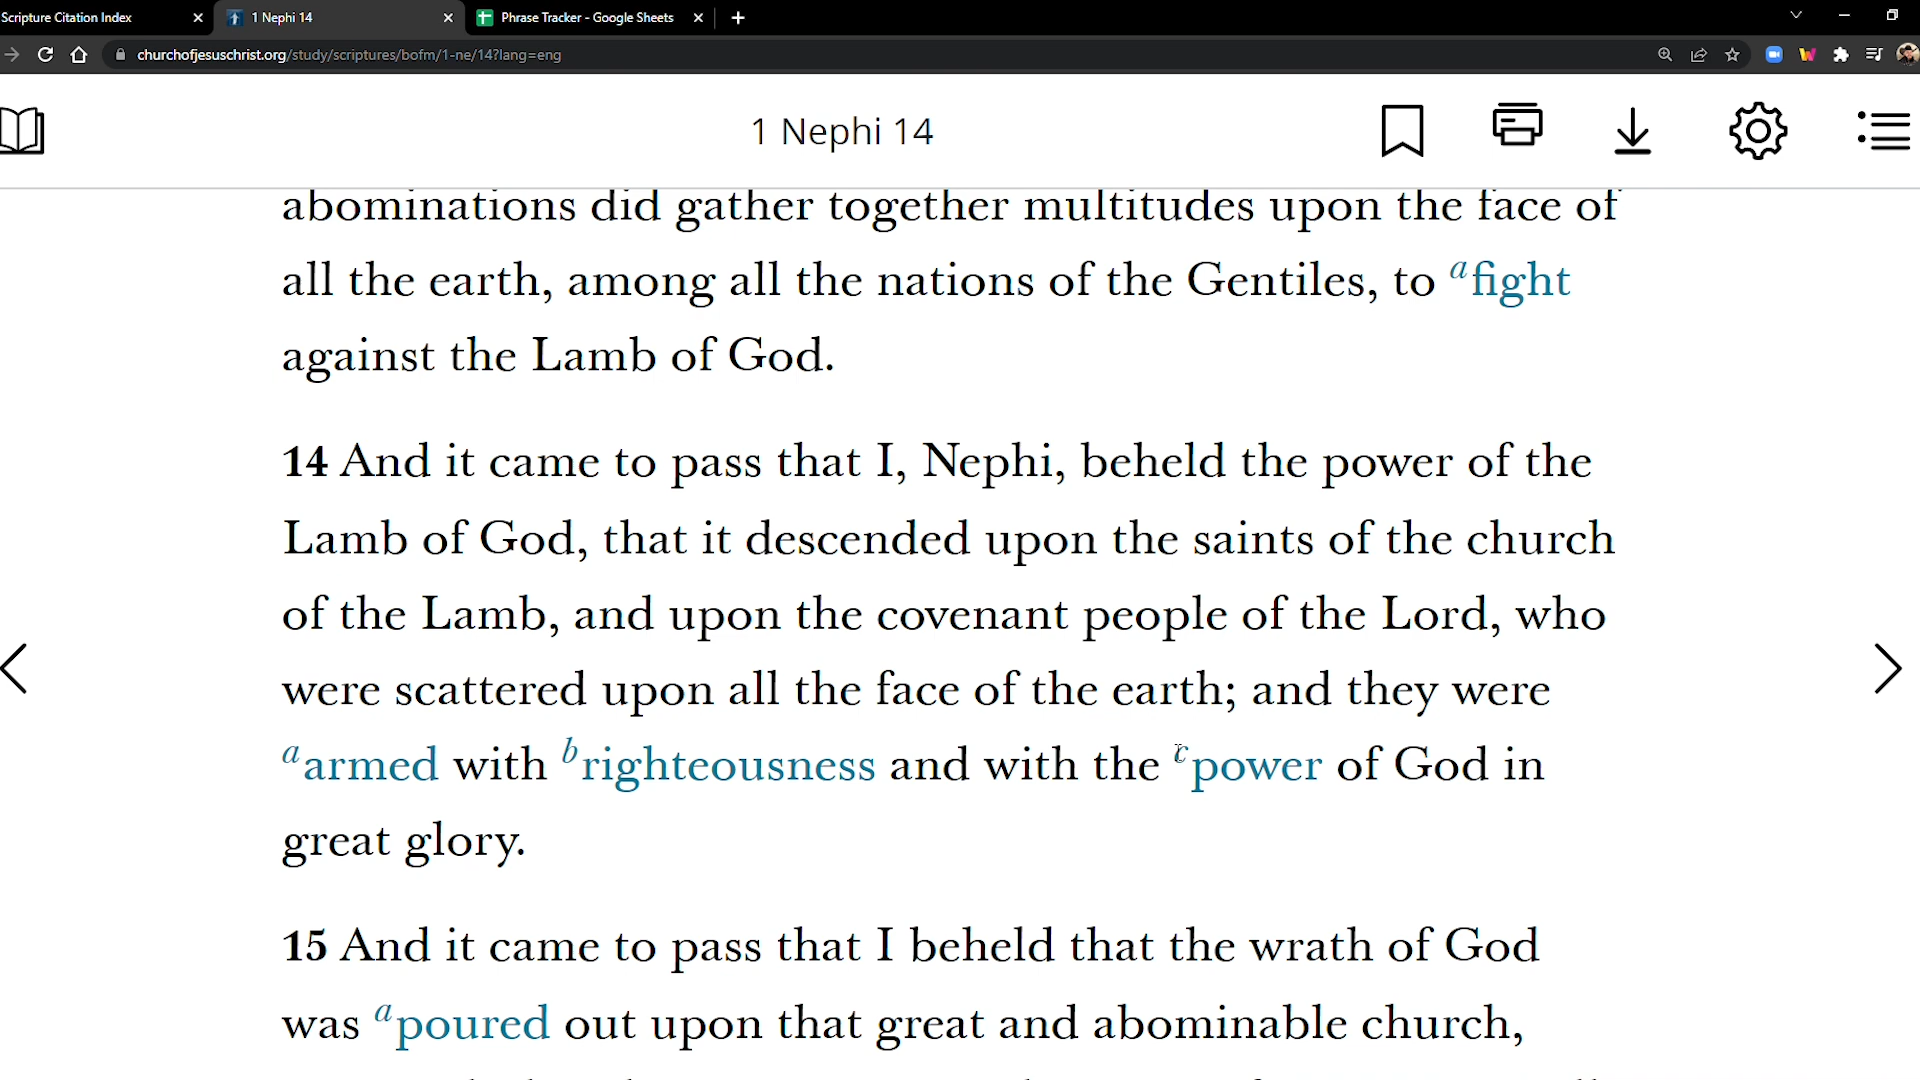 Scripture Citation Index
1 Nephi 14
Phrase Tracker - Google Sheets
churchofjesuschrist.org/study/scriptures/bofm/1-ne/14?lang=eng
1 Nephi 14
abominations did gather together multitudes upon the face of
all the earth, among all the nations of the Gentiles, to a fight
against the Lamb of God.
14 And it came to pass that I, Nephi, beheld the power of the
Lamb of God, that it descended upon the saints of the church
of the Lamb, and upon the covenant people of the Lord, who
were scattered upon all the face of the earth; and they were
a armed with b righteousness and with the c power of God in
great glory.
15 And it came to pass that I beheld that the wrath of God
was a poured out upon that great and abominable church,